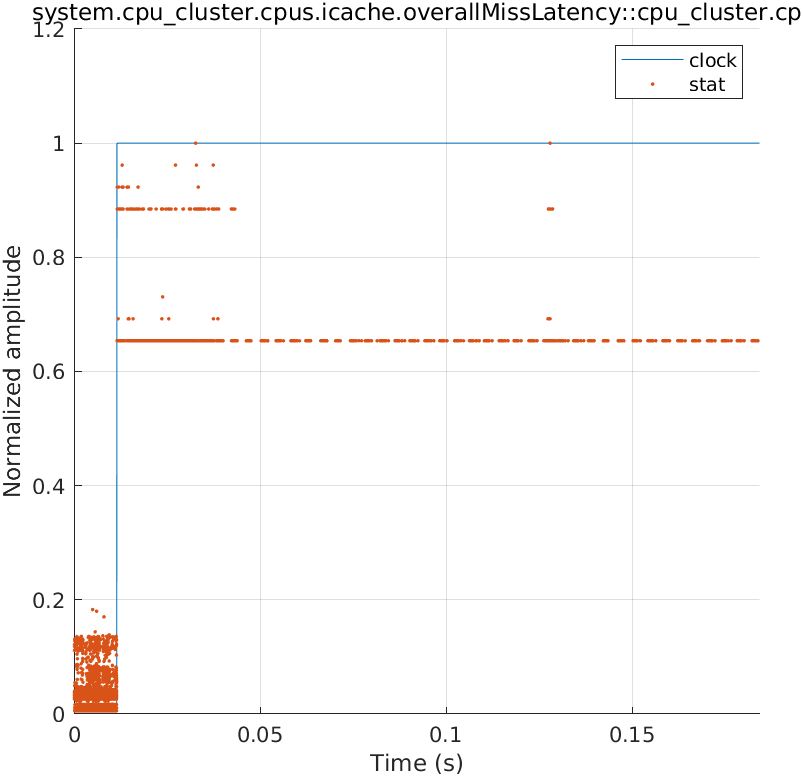 system.cpu_cluster.cpus.icache.overallMissLatency::cpu_cluster.cp
1.2
clock
stat
1
0.8
0.6
0.4
0.2
0
Normalized amplitude
0
0.05
0.1
0.15
Time (s)